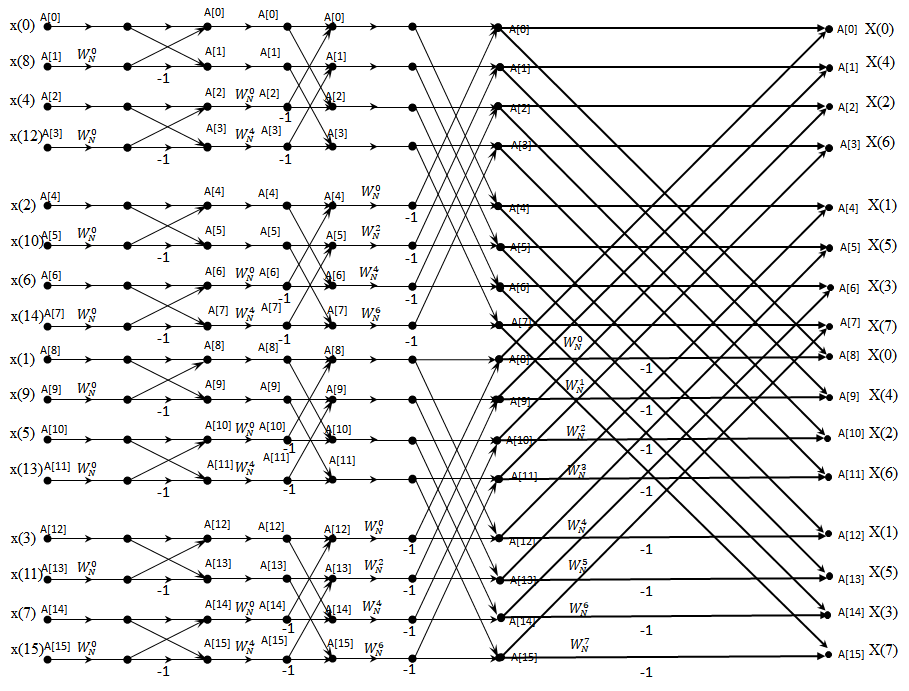 x(0) A[0] A[0] A[0] A[0] A[0] A[0] X(0)
x(8) A[1] W_N^0 -1 A[1] A[1] A[1] A[1] A[1] X(4)
x(4) A[2] A[2] W_N^0 A[2] -1 A[2] A[2] A[2] X(2)
x(12) A[3] W_N^0 -1 A[3] W_N^4 A[3] -1 A[3] A[3] A[3] X(6)
x(2) A[4] A[4] A[4] A[4] W_N^0 -1 A[4] A[4] X(1)
x(10) A[5] W_N^0 -1 A[5] A[5] A[5] W_N^2 -1 A[5] A[5] X(5)
x(6) A[6] A[6] W_N^0 A[6] -1 A[6] W_N^4 -1 A[6] A[6] X(3)
x(14) A[7] W_N^0 -1 A[7] W_N^4 A[7] -1 A[7] W_N^6 -1 A[7] A[7] X(7)
x(1) A[8] A[8] A[8] A[8] A[8] W_N^0 -1 A[8] X(0)
x(9) A[9] W_N^0 -1 A[9] A[9] A[9] A[9] W_N^1 -1 A[9] X(4)
x(5) A[10] A[10] W_N^0 A[10] -1 A[10] A[10] W_N^2 -1 A[10] X(2)
x(13) A[11] W_N^0 -1 A[11] W_N^4 A[11] -1 A[11] A[11] W_N^3 -1 A[11] X(6)
x(3) A[12] A[12] A[12] A[12] W_N^0 -1 A[12] W_N^4 -1 A[12] X(1)
x(11) A[13] W_N^0 -1 A[13] A[13] A[13] W_N^2 -1 A[13] W_N^5 -1 A[13] X(5)
x(7) A[14] A[14] W_N^0 A[14] -1 A[14] W_N^4 -1 A[14] W_N^6 -1 A[14] X(3)
x(15) A[15] W_N^0 -1 A[15] W_N^4 A[15] -1 A[15] W_N^6 -1 A[15] W_N^7 -1 A[15] X(7)